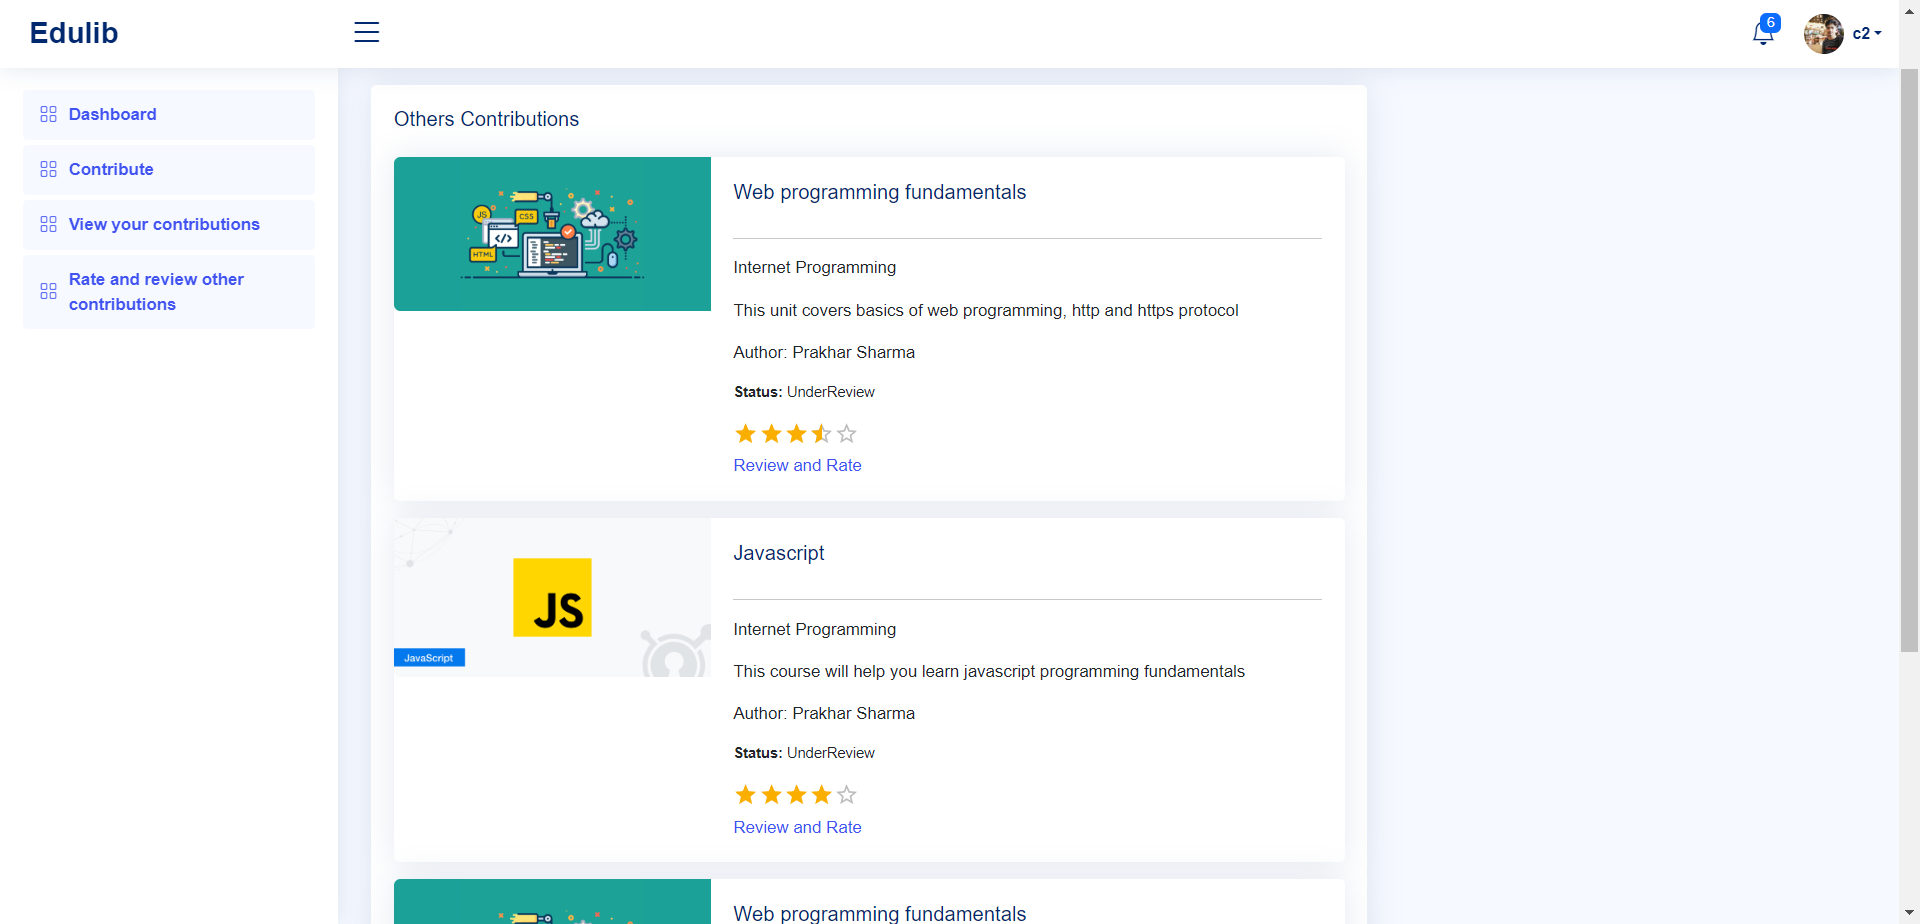 Edulib
6
c2
Dashboard
Contribute
View your contributions
Rate and review other
contributions
Others Contributions
JS
CSS
</>
HTML
Web programming fundamentals
Internet Programming
This unit covers basics of web programming, http and https protocol
Author: Prakhar Sharma
Status: UnderReview
Review and Rate
JS
JavaScript
Javascript
Internet Programming
This course will help you learn javascript programming fundamentals
Author: Prakhar Sharma
Status: UnderReview
Review and Rate
Web programming fundamentals